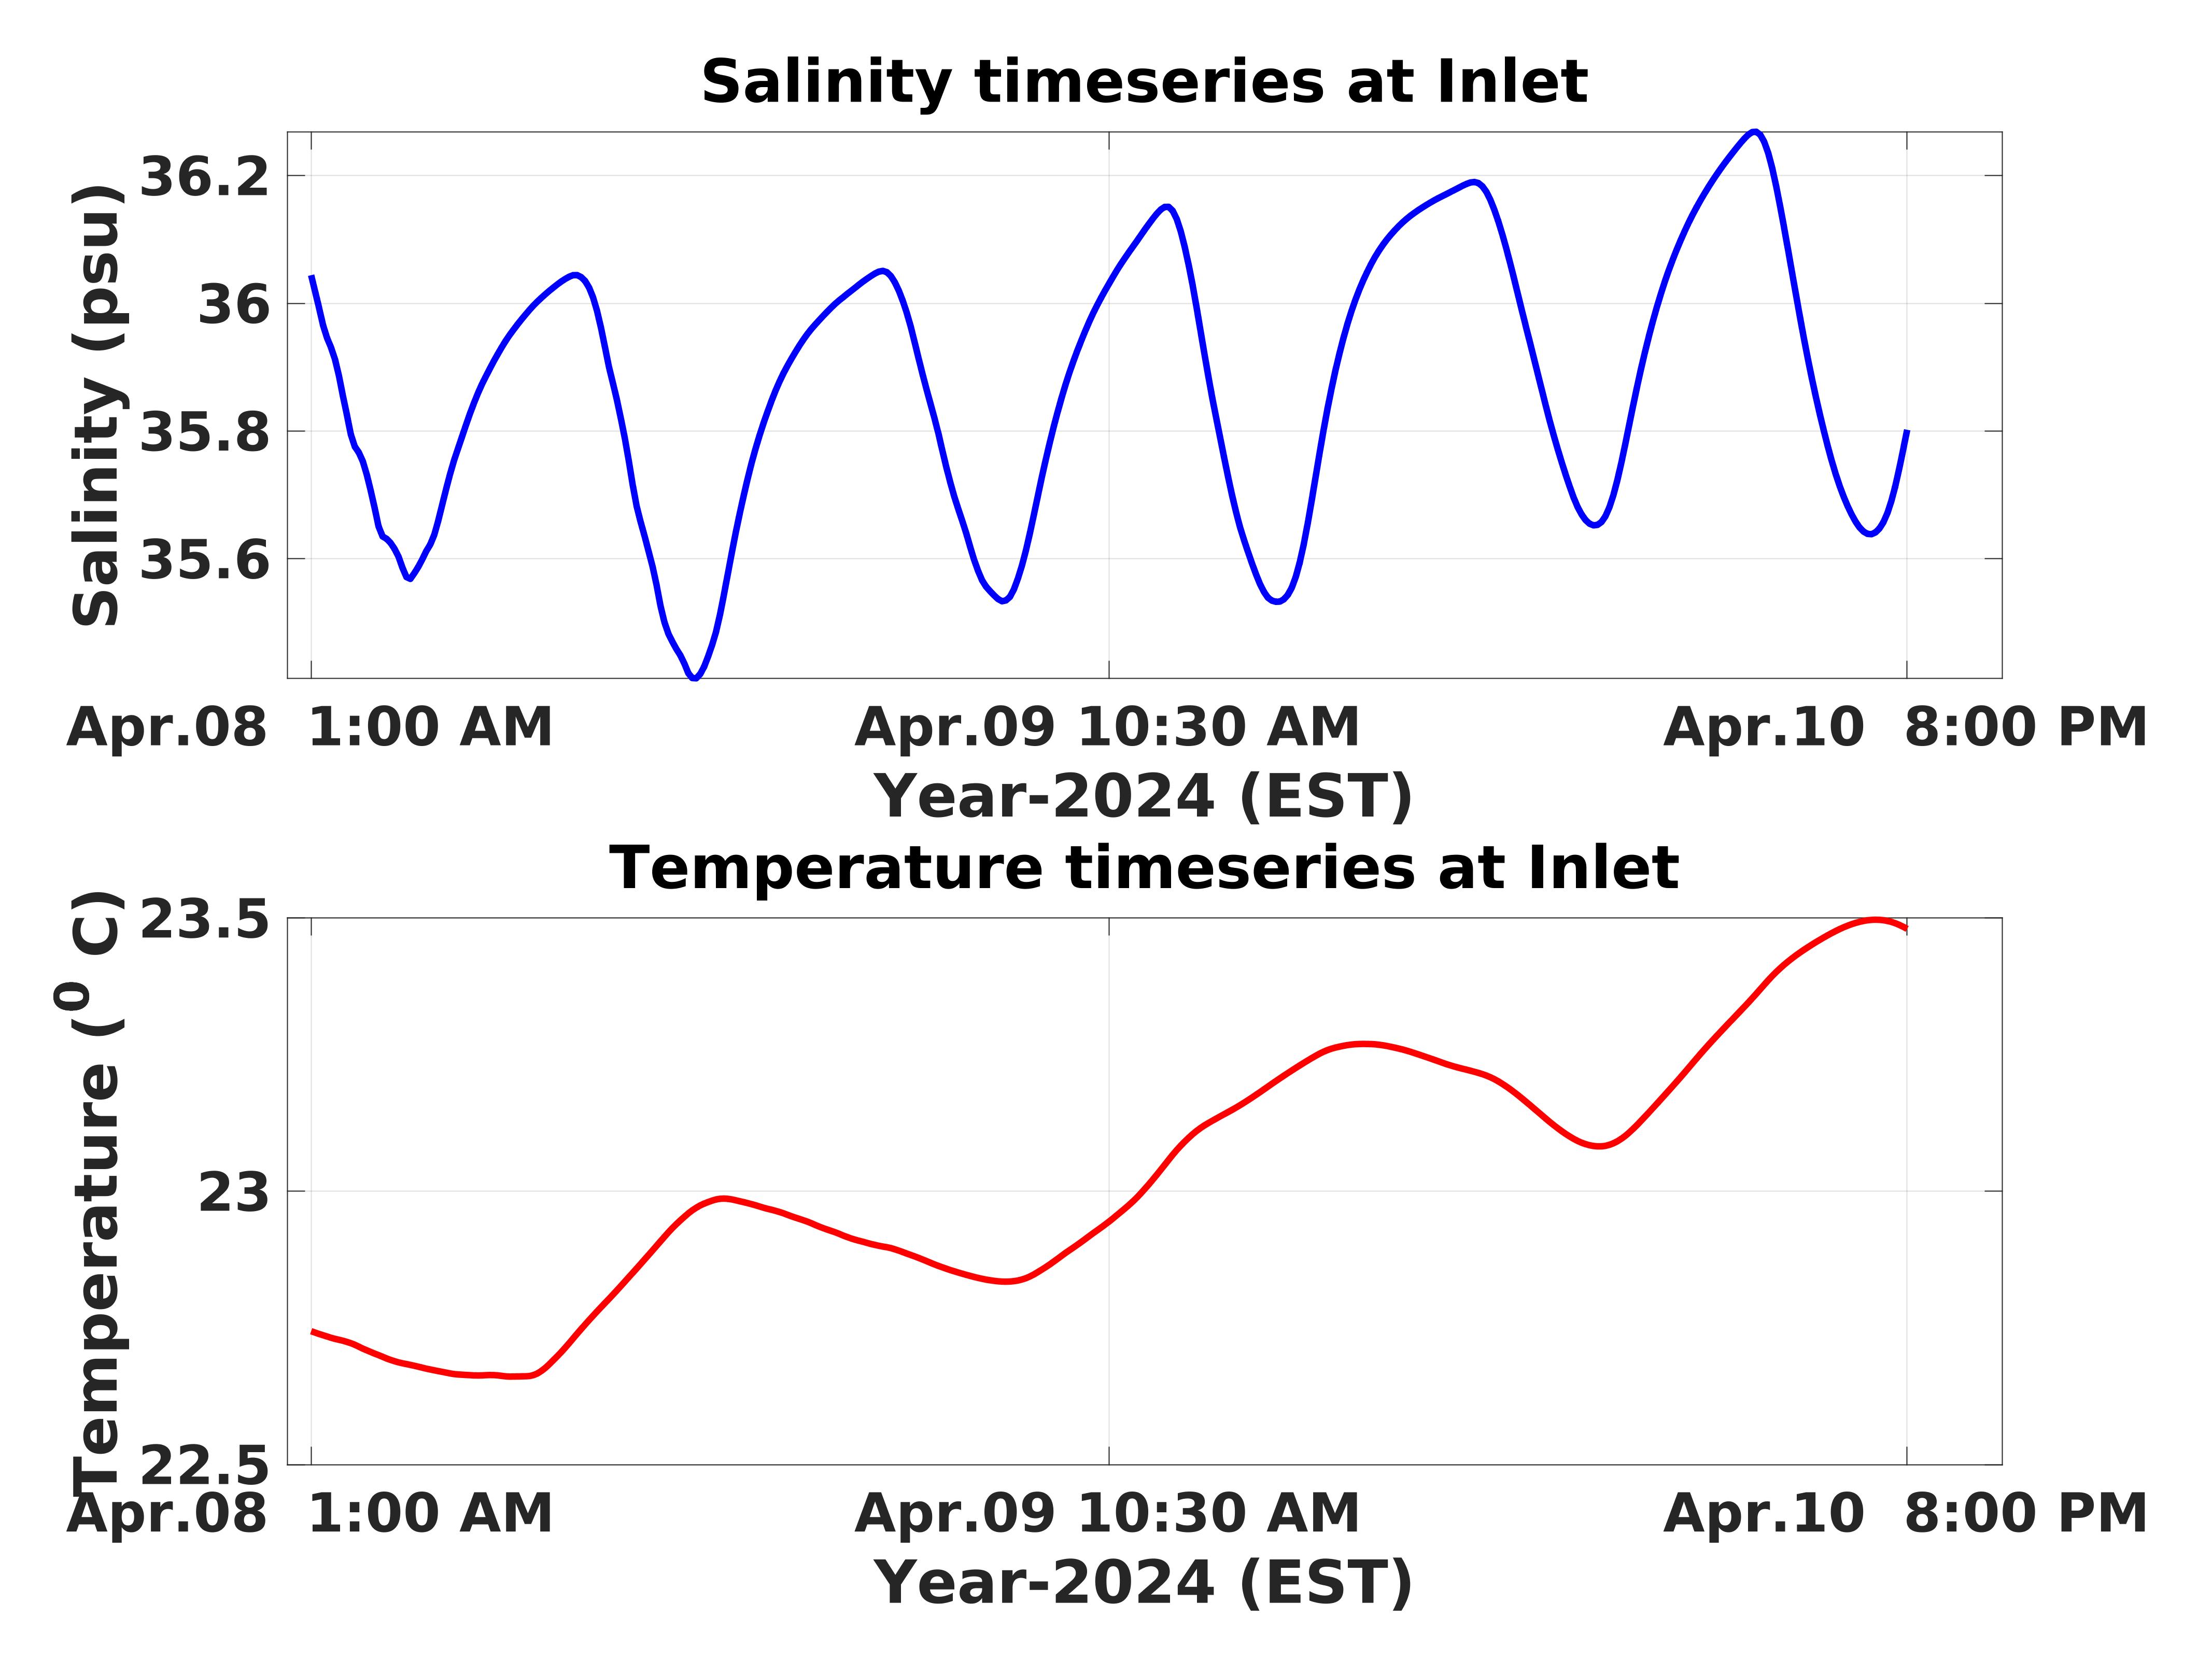 Salinity timeseries at Inlet
Salinity (psu)
36.2
36
35.8
35.6
Apr.08 1:00 AM Apr.09 10:30 AM Apr.10 8:00 PM
Year-2024 (EST)
Temperature timeseries at Inlet
Temperature (⁰ C)
23.5
23
22.5
Apr.08 1:00 AM Apr.09 10:30 AM Apr.10 8:00 PM
Year-2024 (EST)